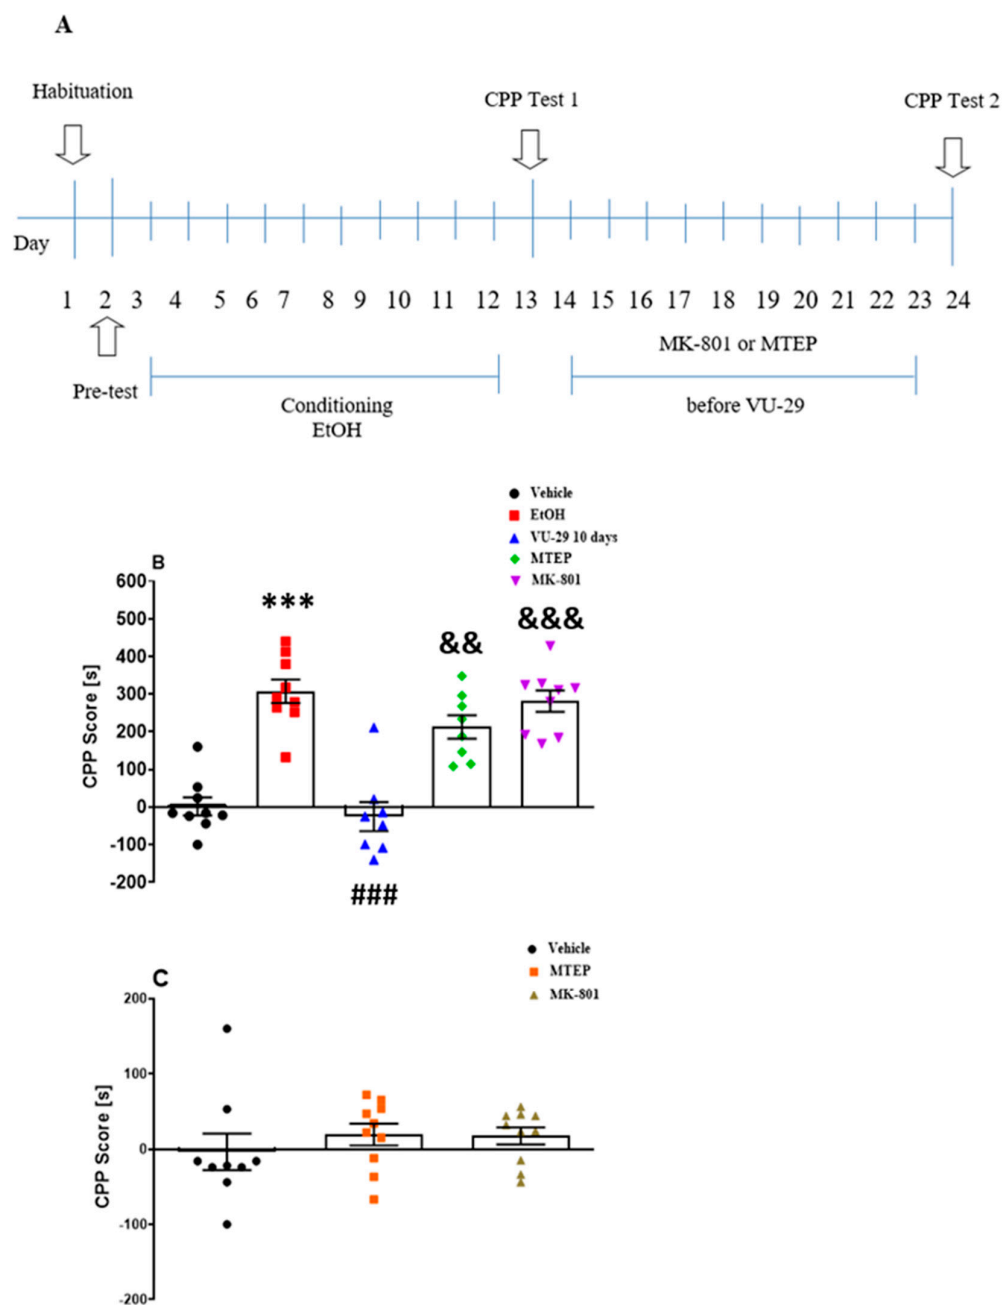 A
Habituation
CPP Test 1
CPP Test 2
Day
1 2 3 4 5 6 7 8 9 10 11 12 13 14 15 16 17 18 19 20 21 22 23 24
MK-801 or MTEP
Pre-test
Conditioning
EtOH
before VU-29
Vehicle
EtOH
VU-29 10 days
MTEP
MK-801
B
600
500
400
300
200
100
0
-100
-200
CPP Score [s]
***
###
&&
&&&
Vehicle
MTEP
MK-801
C
200
100
0
-100
-200
CPP Score [s]